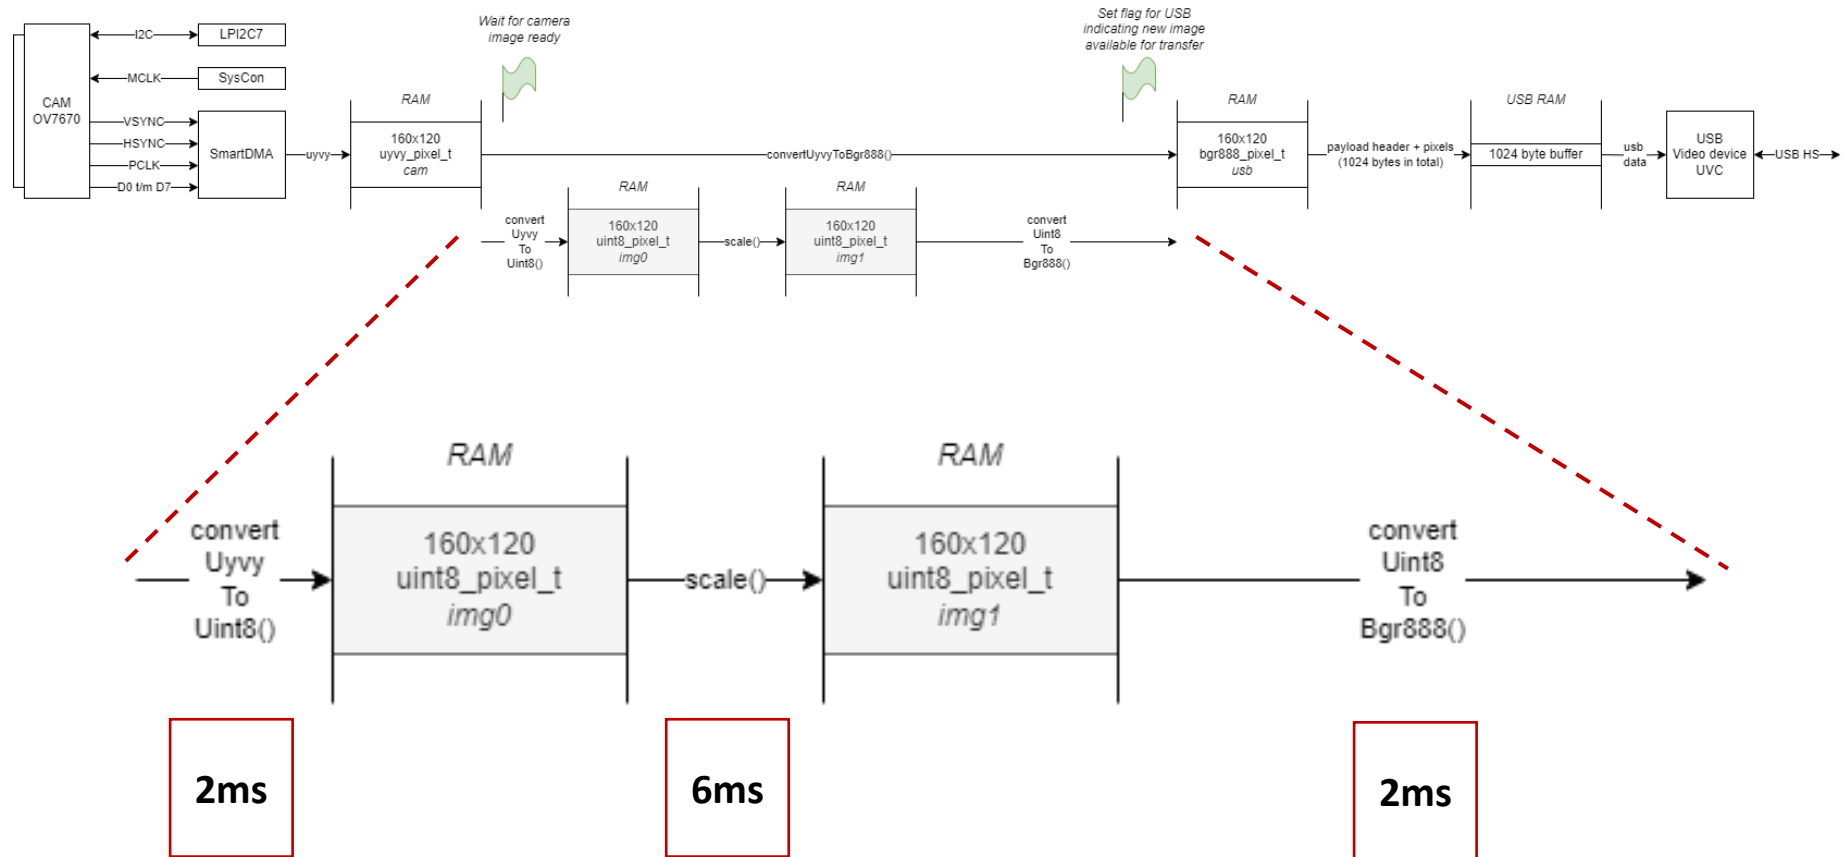 Wait for camera
image ready
Set flag for USB
indicating new image
available for transfer
CAM
OV7670
I2C
LPI2C7
MCLK
SysCon
VSYNC
HSYNC
PCLK
D0 t/m D7
SmartDMA
uyvy
RAM
160x120
uyvy_pixel_t
cam
convertUyvyToBgr888()
RAM
160x120
bgr888_pixel_t
usb
payload header + pixels
(1024 bytes in total)
USB RAM
1024 byte buffer
usb
data
USB
Video device
UVC
USB HS
convert
Uyvy
To
Uint8()
RAM
160x120
uint8_pixel_t
img0
scale()
RAM
160x120
uint8_pixel_t
img1
convert
Uint8
To
Bgr888()
convert
Uyvy
To
Uint8()
RAM
160x120
uint8_pixel_t
img0
scale()
RAM
160x120
uint8_pixel_t
img1
convert
Uint8
To
Bgr888()
2ms
6ms
2ms